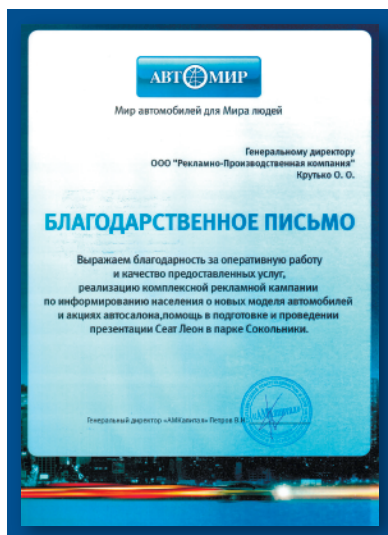 АВТОМИР
Мир автомобилей для Мира людей
Генеральному директору
ООО "Рекламно-Производственная компания"
Крутько О. О.
БЛАГОДАРСТВЕННОЕ ПИСЬМО
Выражаем благодарность за оперативную работу
и качество предоставленных услуг,
реализацию комплексной рекламной кампании
по информированию населения о новых моделя автомобилей
и акциях автосалона,помощь в подготовке и проведении
презентации Сеат Леон в парке Сокольники.
Генеральный директор «АМКапитал» Петров В.Н.
«АМКапитал»